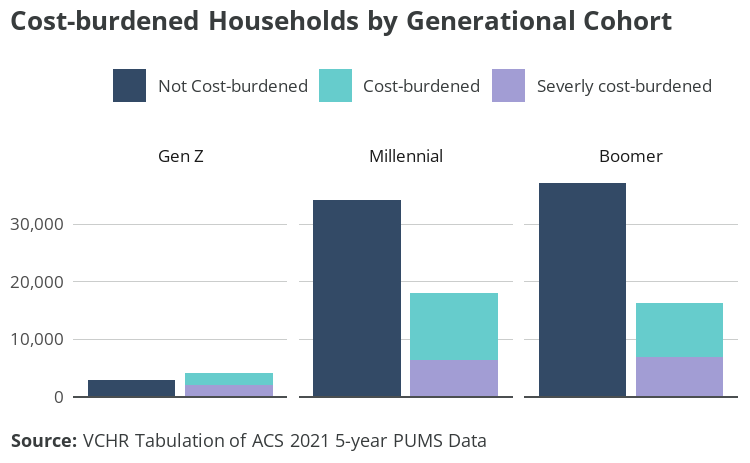 Cost-burdened Households by Generational Cohort
Not Cost-burdened Cost-burdened Severly cost-burdened
Gen Z Millennial Boomer
30,000
20,000
10,000
0
Source: VCHR Tabulation of ACS 2021 5-year PUMS Data